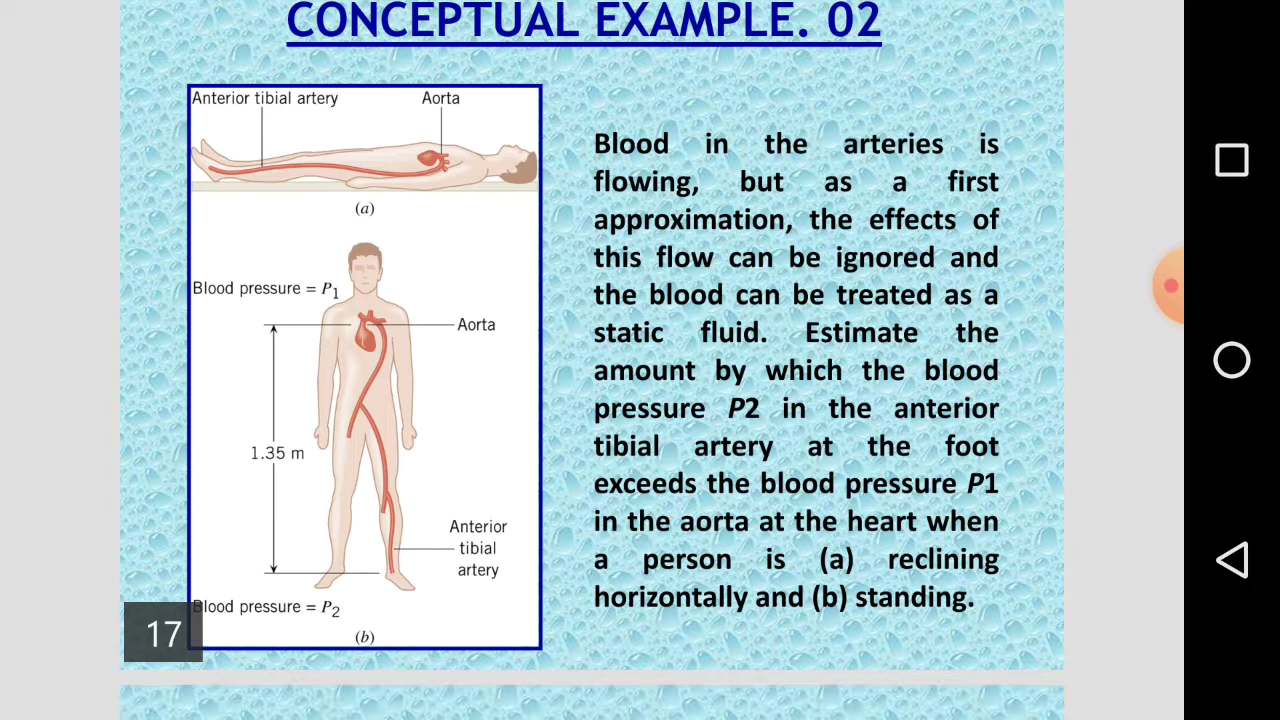 CONCEPTUAL EXAMPLE. 02
Anterior tibial artery
Aorta
(a)
Blood pressure = P1
Aorta
1.35 m
Anterior
tibial
artery
Blood pressure = P2
(b)
17
Blood in the arteries is
flowing, but as a first
approximation, the effects of
this flow can be ignored and
the blood can be treated as a
static fluid. Estimate the
amount by which the blood
pressure P2 in the anterior
tibial artery at the foot
exceeds the blood pressure P1
in the aorta at the heart when
a person is (a) reclining
horizontally and (b) standing.